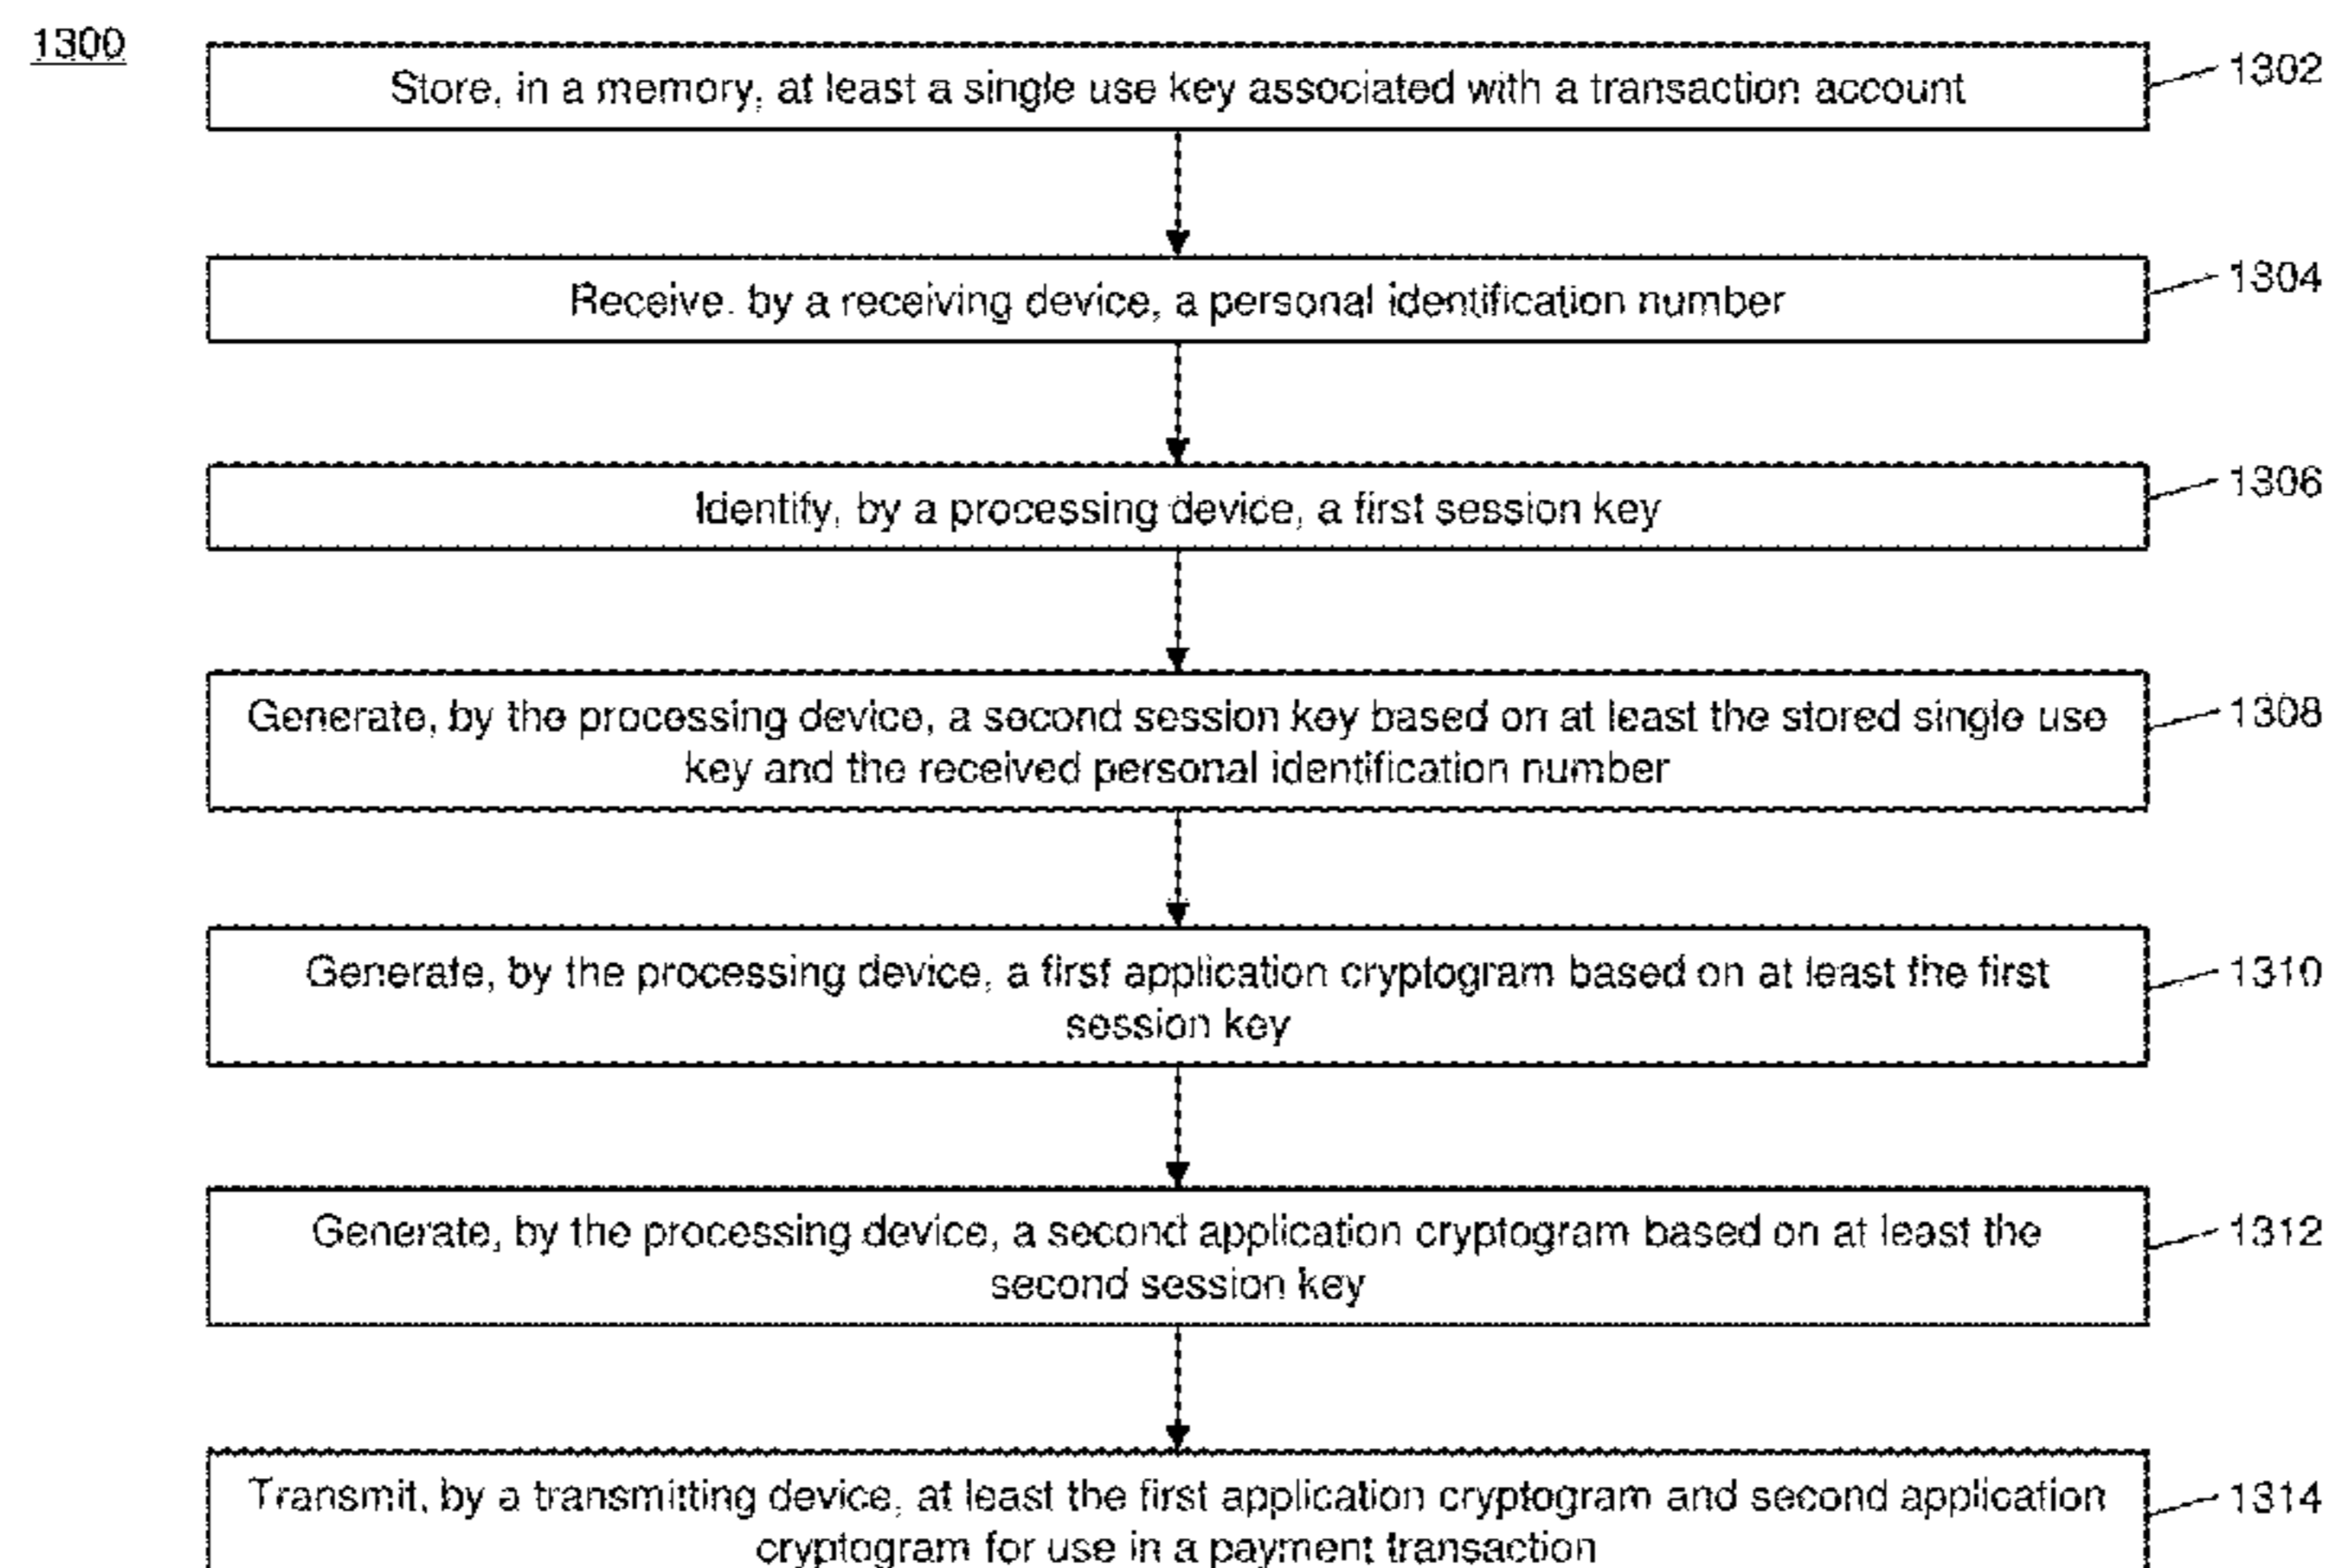 1300
Store, in a memory, at least a single use key associated with a transaction account
1302
Receive. by a receiving device, a personal identification number
1304
Identify, by a processing device, a first session key
1306
Generate, by the processing device, a second session key based on at least the stored single use
key and the received personal identification number
1308
Generate, by the processing device, a first application cryptogram based on at least the first
session key
1310
Generate, by the processing device, a second application cryptogram based on at least the
second session key
1312
Transmit, by a transmitting device, at least the first application cryptogram and second application
cryptogram for use in a payment transaction
1314